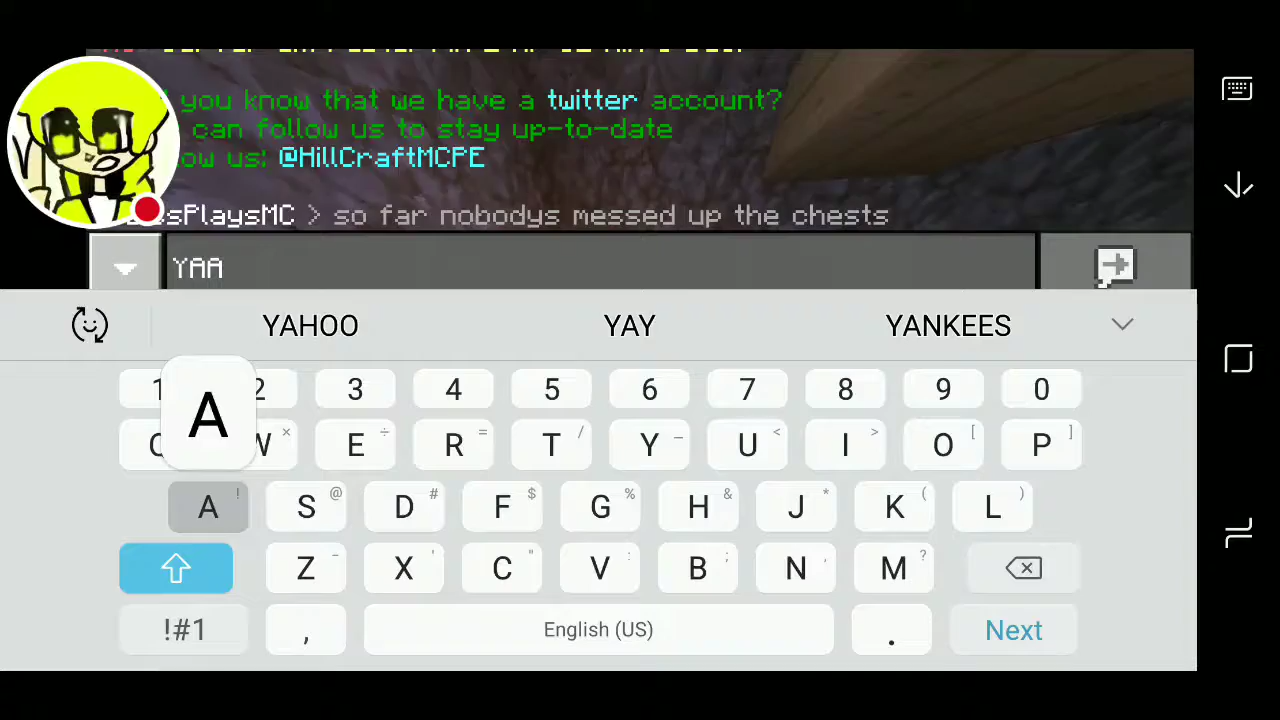 you know that we have a twitter account?
can follow us to stay up-to-date
us: @HillCraftMCPE
sPlaysMC > so far nobodys messed up the chests
YAA
YAHOO YAY YANKEES
1 2 3 4 5 6 7 8 9 0
A
W × E ÷ R = T / Y _ U < I > O [ P ]
A ! S @ D # F $ G % H & J * K ( L )
Z - X ' C " V : B ; N , M ?
!#1 , English (US) . Next